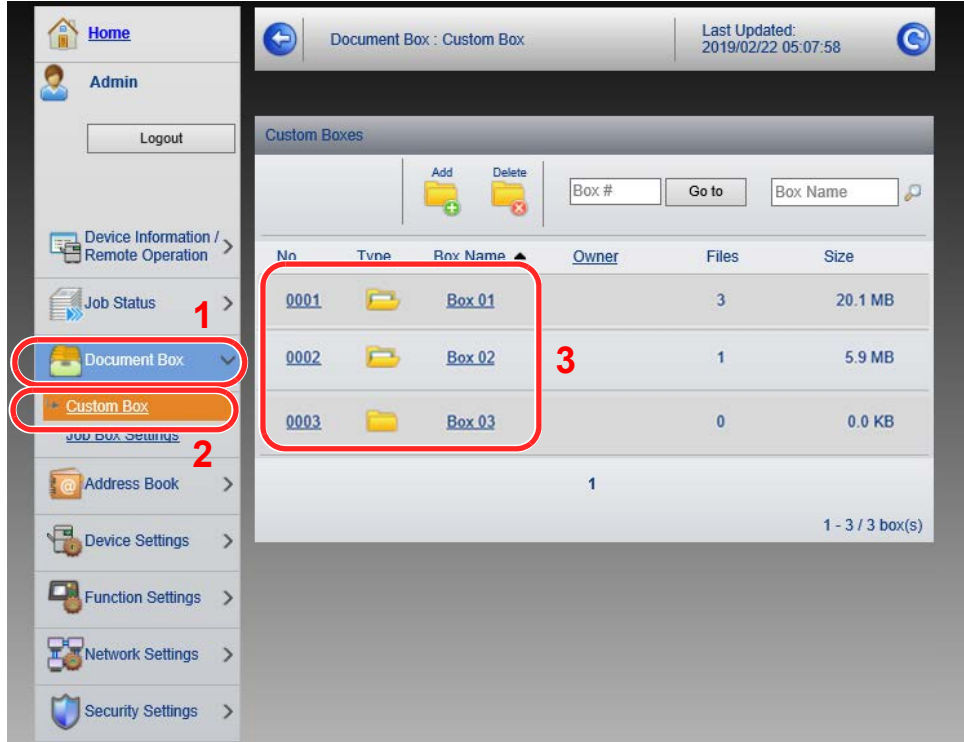 Home
Admin
Logout
Device Information /
Remote Operation
Job Status
1
Document Box
Custom Box
Job Box Settings
2
Address Book
Device Settings
Function Settings
Network Settings
Security Settings
Document Box : Custom Box
Last Updated:
2019/02/22 05:07:58
Custom Boxes
Add Delete
Box # Go to Box Name
No. Type Box Name Owner Files Size
0001 Box 01 3 20.1 MB
0002 Box 02 1 5.9 MB
3
0003 Box 03 0 0.0 KB
1
1 - 3 / 3 box(s)